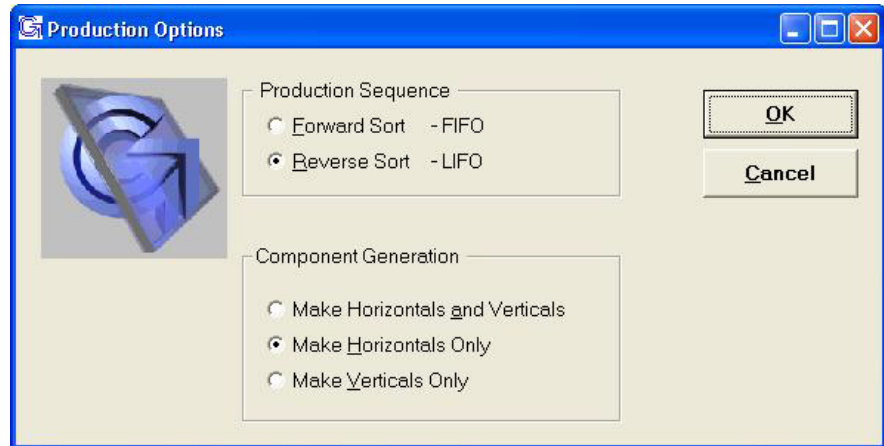 Production Options
Production Sequence
Forward Sort - FIFO
Reverse Sort - LIFO
OK
Cancel
Component Generation
Make Horizontals and Verticals
Make Horizontals Only
Make Verticals Only